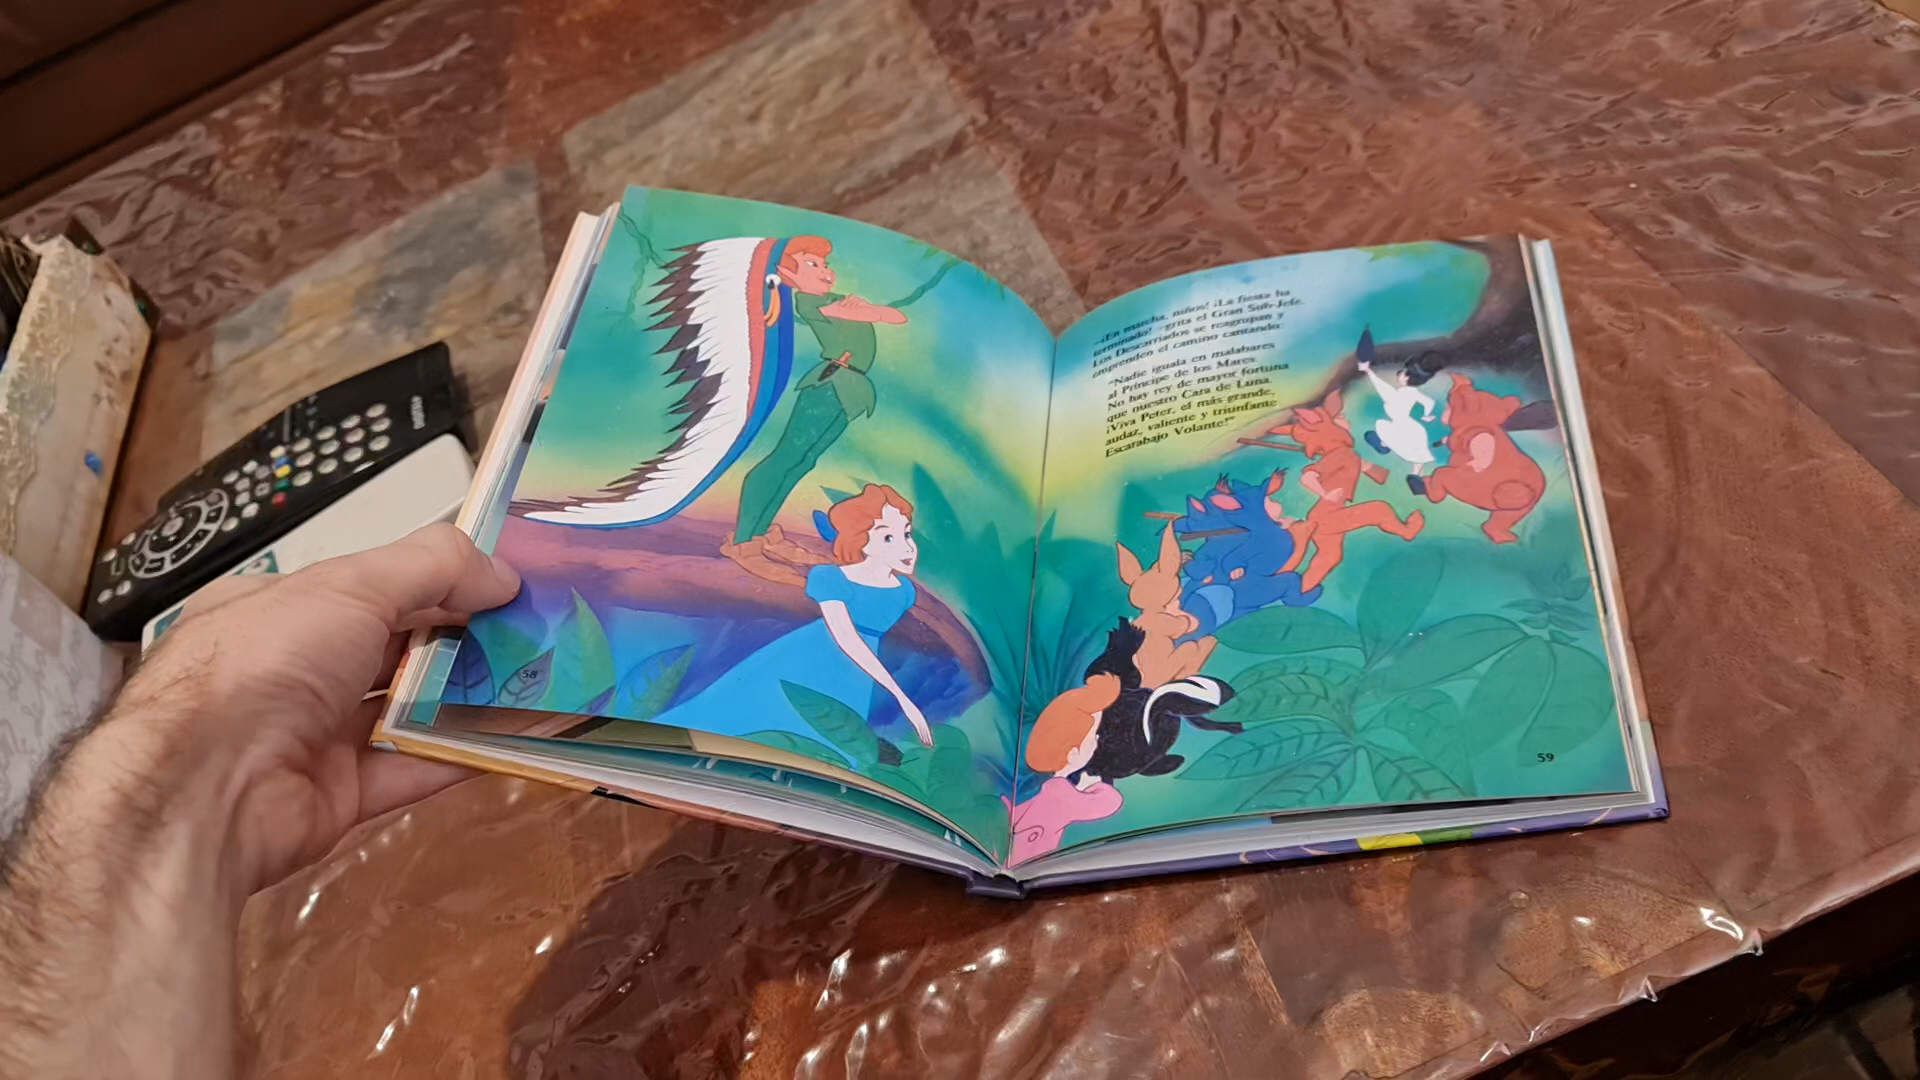 —¡En marcha, niños! ¡La fiesta ha
terminado! —grita el Gran Sub-Jefe.
Los Descarriados se reagrupan y
emprenden el camino cantando:
"Nadie iguala en malabares
al Príncipe de los Mares.
No hay rey de mayor fortuna
que nuestro Cara de Luna.
¡Viva Peter, el más grande,
audaz, valiente y triunfante
Escarabajo Volante!"
58
59